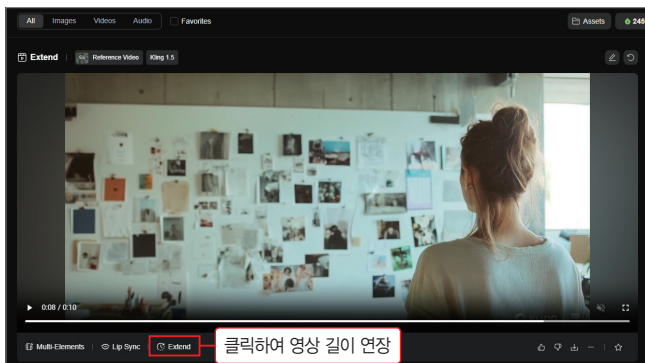 All Images Videos Audio Favorites Assets 245
Extend Reference Video Kling 1.5
0:08 / 0:10
Multi-Elements Lip Sync Extend 클릭하여 영상 길이 연장